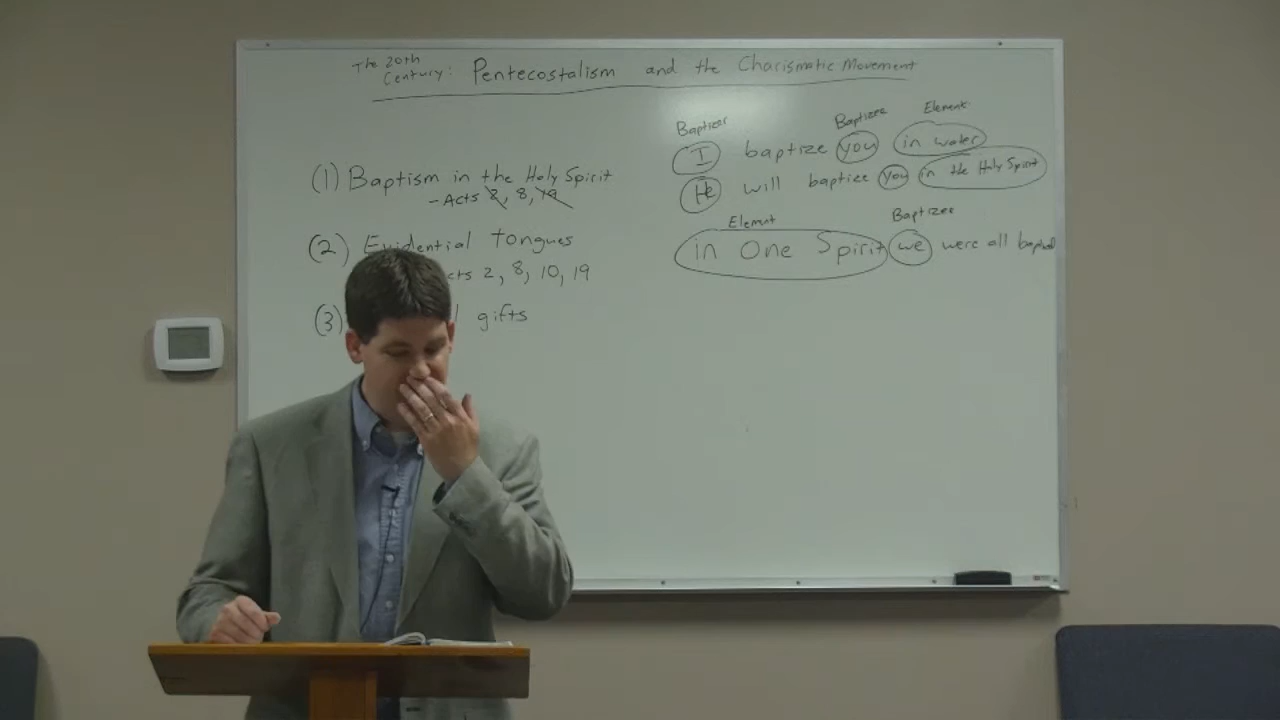 The 20th
Century: Pentecostalism and the Charismatic Movement
(1) Baptism in the Holy Spirit
- Acts 2, 8, 19
(2) Evidential Tongues
Acts 2, 8, 10, 19
(3) gifts
Baptizer Baptizee Element
I baptize you in water
He will baptize you in the Holy Spirit
Element Baptizee
in One Spirit we were all baptized